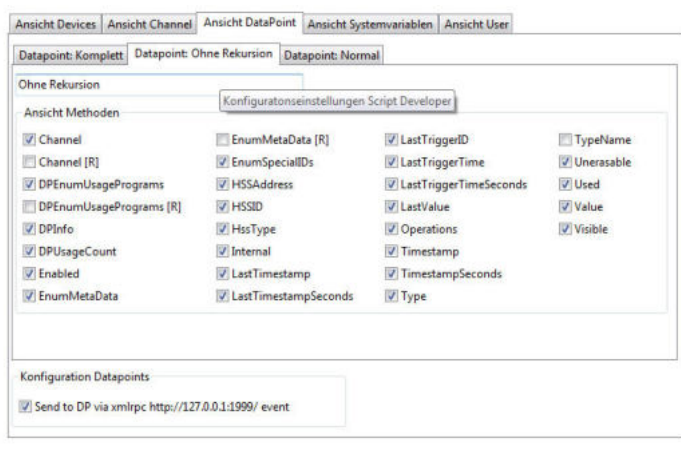 Ansicht Devices Ansicht Channel Ansicht DataPoint Ansicht Systemvariablen Ansicht User
Datapoint: Komplett Datapoint: Ohne Rekursion Datapoint: Normal
Ohne Rekursion
Konfiguratonseinstellungen Script Developer
Ansicht Methoden
Channel EnumMetaData [R] LastTriggerID TypeName
Channel [R] EnumSpecialIDs LastTriggerTime Unerasable
DPEnumUsagePrograms HSSAddress LastTriggerTimeSeconds Used
DPEnumUsagePrograms [R] HSSID LastValue Value
DPInfo HssType Operations Visible
DPUsageCount Internal Timestamp
Enabled LastTimestamp TimestampSeconds
EnumMetaData LastTimestampSeconds Type
Konfiguration Datapoints
Send to DP via xmlrpc http://127.0.0.1:1999/ event